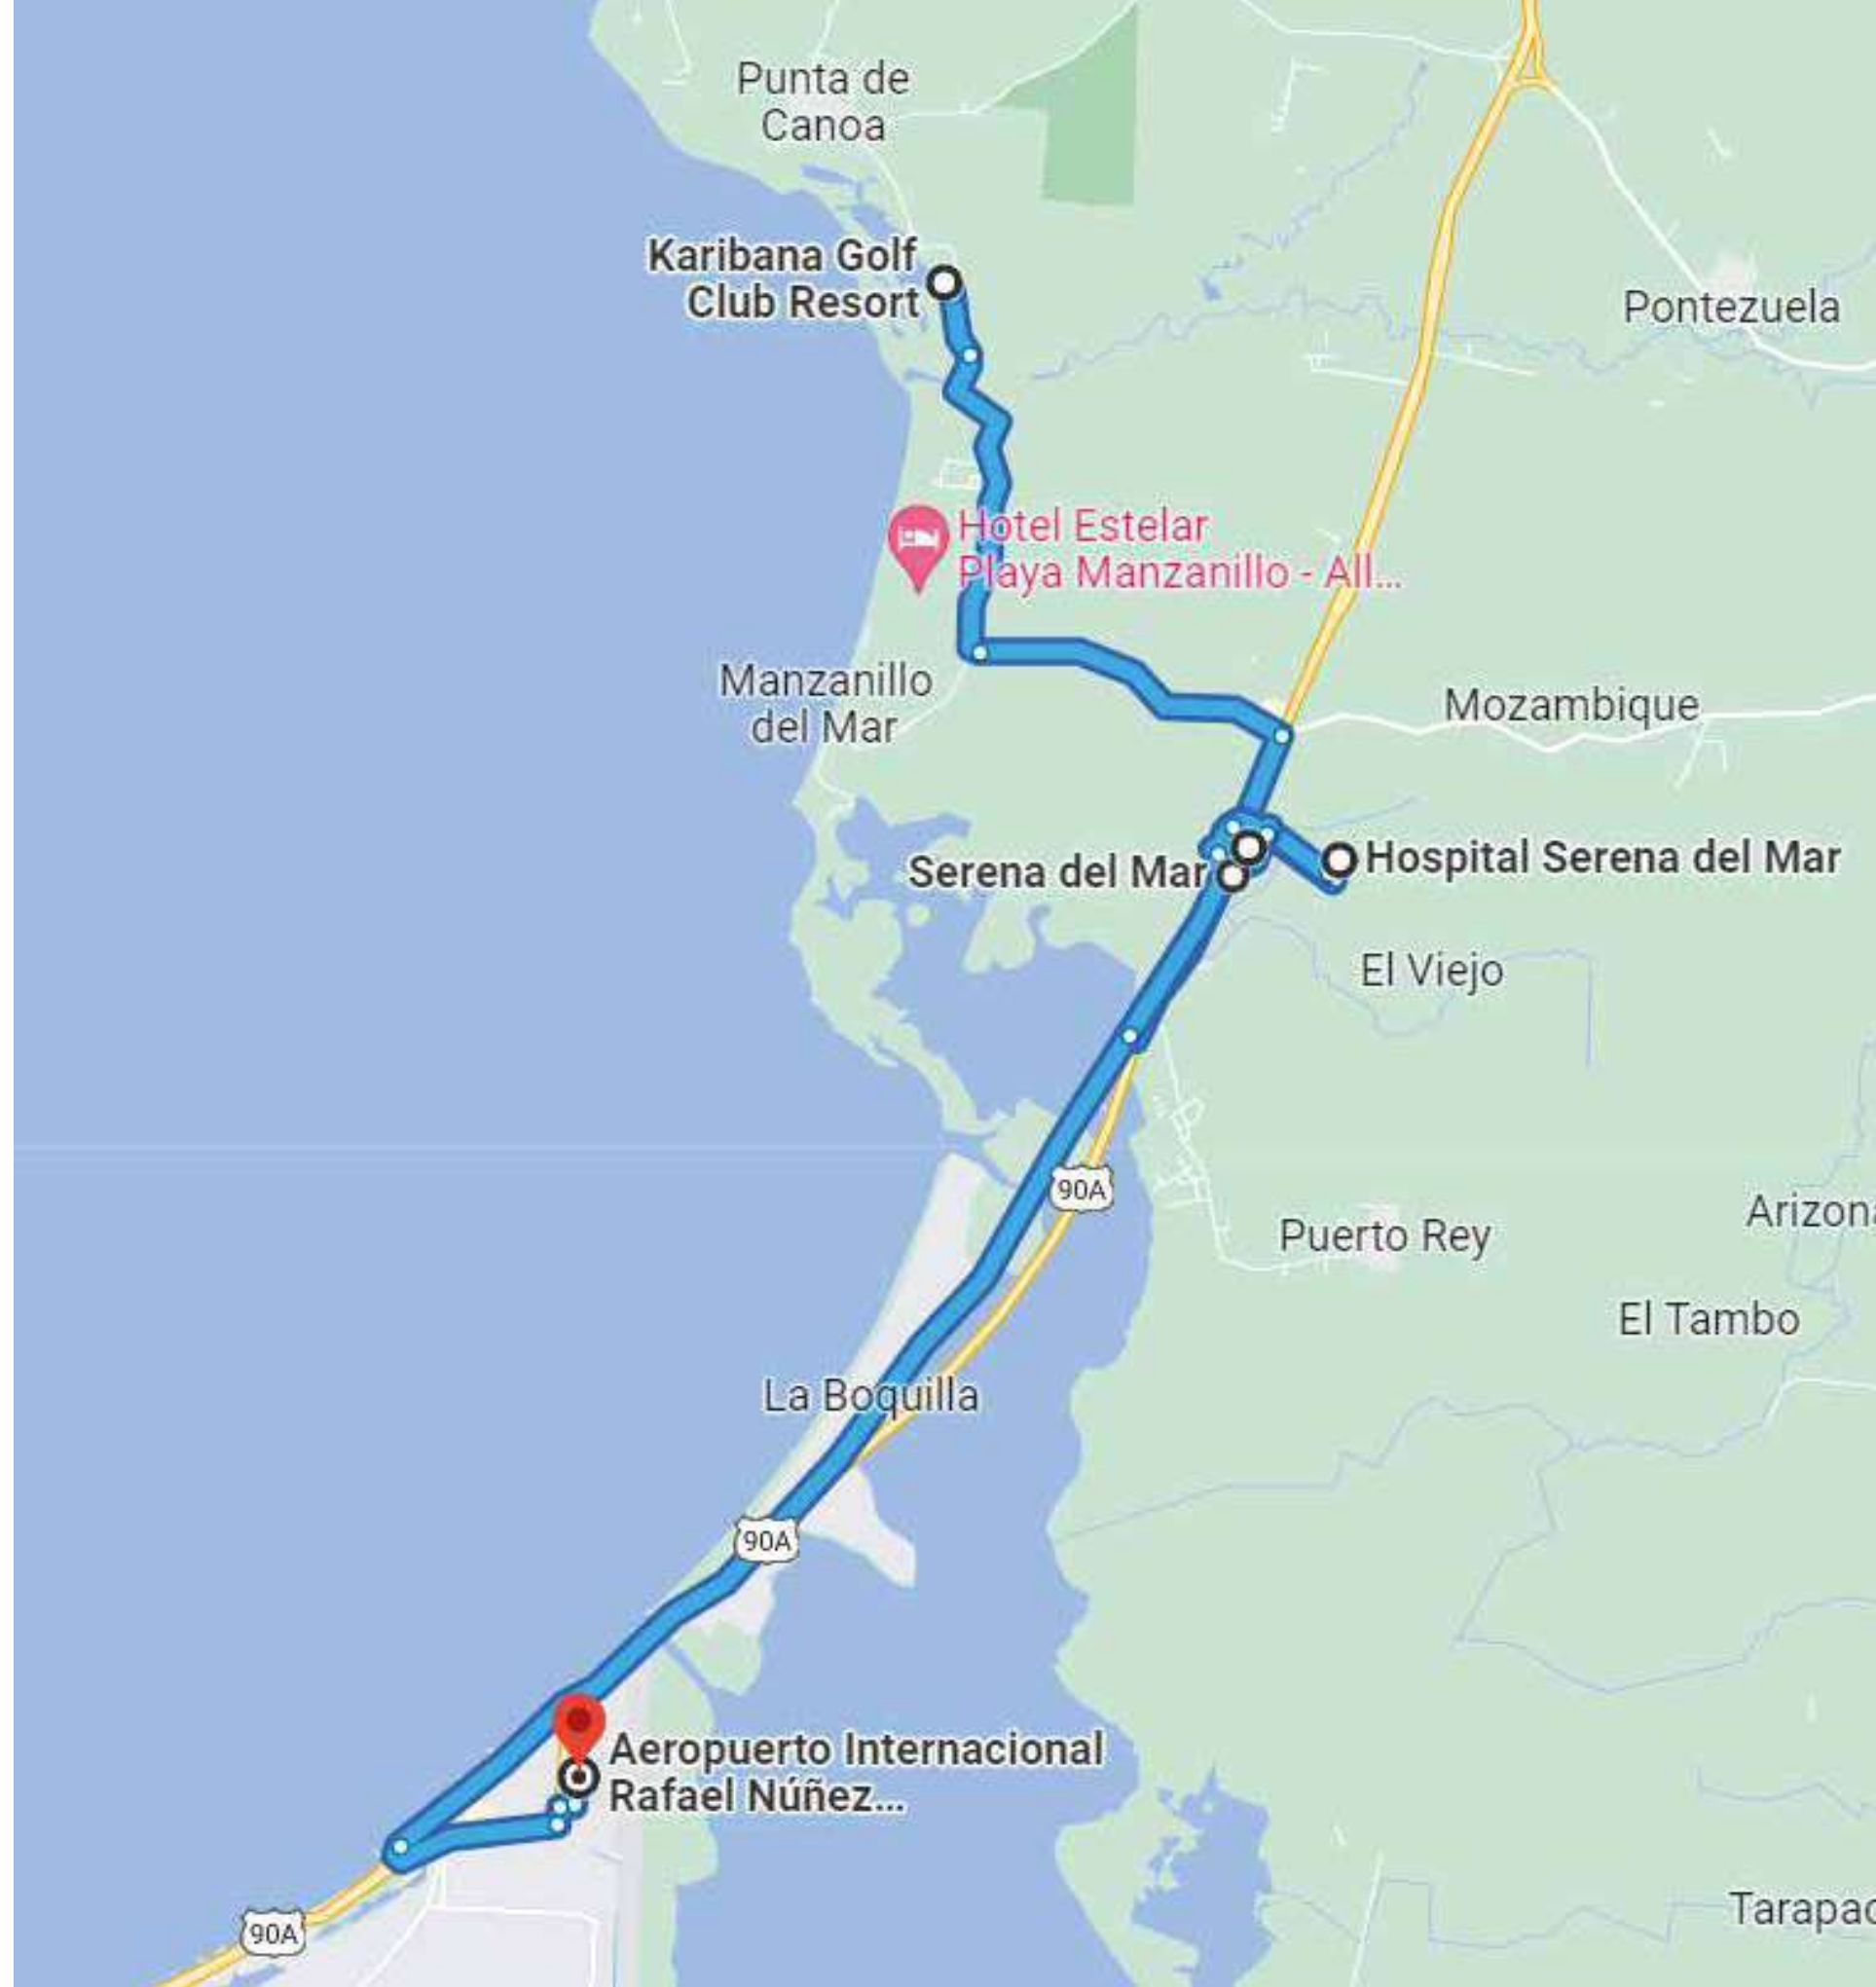 Punta de
Canoa
Karibana Golf
Club Resort
Pontezuela
Hotel Estelar
Playa Manzanillo - All...
Manzanillo
del Mar
Mozambique
Serena del Mar
Hospital Serena del Mar
El Viejo
90A
Puerto Rey
Arizona
El Tambo
La Boquilla
90A
Aeropuerto Internacional
Rafael Núñez...
Tarapac
90A